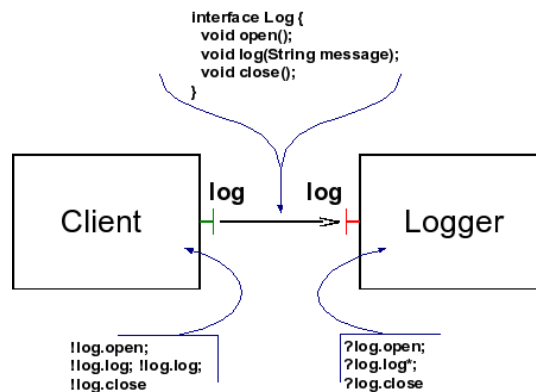 interface Log {
void open();
void log(String message);
void close();
}
log log
Client
Logger
!log.open;
!log.log; !log.log;
!log.close
?log.open;
?log.log*;
?log.close